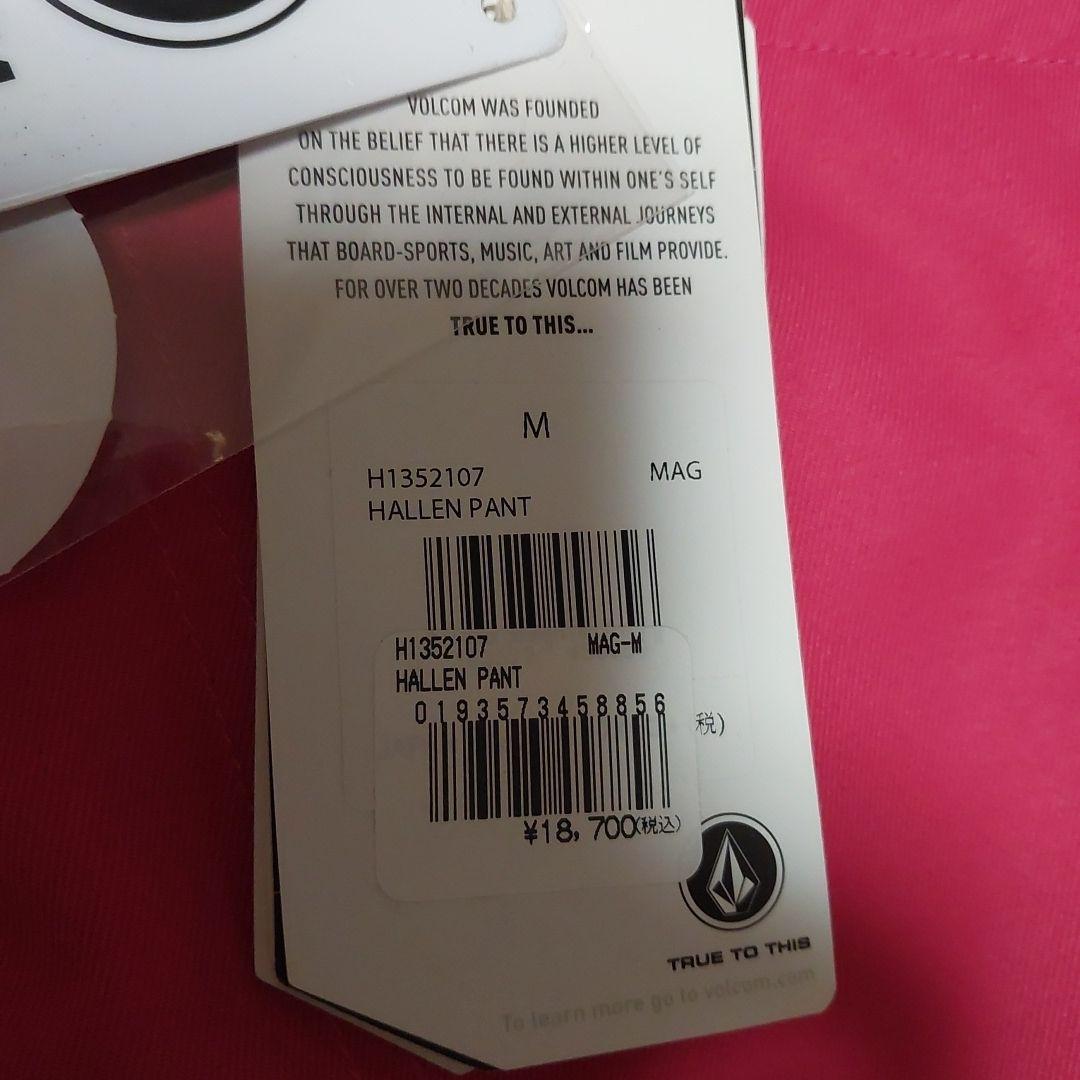 VOLCOM WAS FOUNDED
ON THE BELIEF THAT THERE IS A HIGHER LEVEL OF
CONSCIOUSNESS TO BE FOUND WITHIN ONE'S SELF
THROUGH THE INTERNAL AND EXTERNAL JOURNEYS
THAT BOARD-SPORTS, MUSIC, ART AND FILM PROVIDE.
FOR OVER TWO DECADES VOLCOM HAS BEEN
TRUE TO THIS...
M
H1352107 MAG
HALLEN PANT
H1352107 MAG-M
HALLEN PANT
0193573458856
税)
¥18,700(税込)
TRUE TO THIS
To learn more go to volcom.com